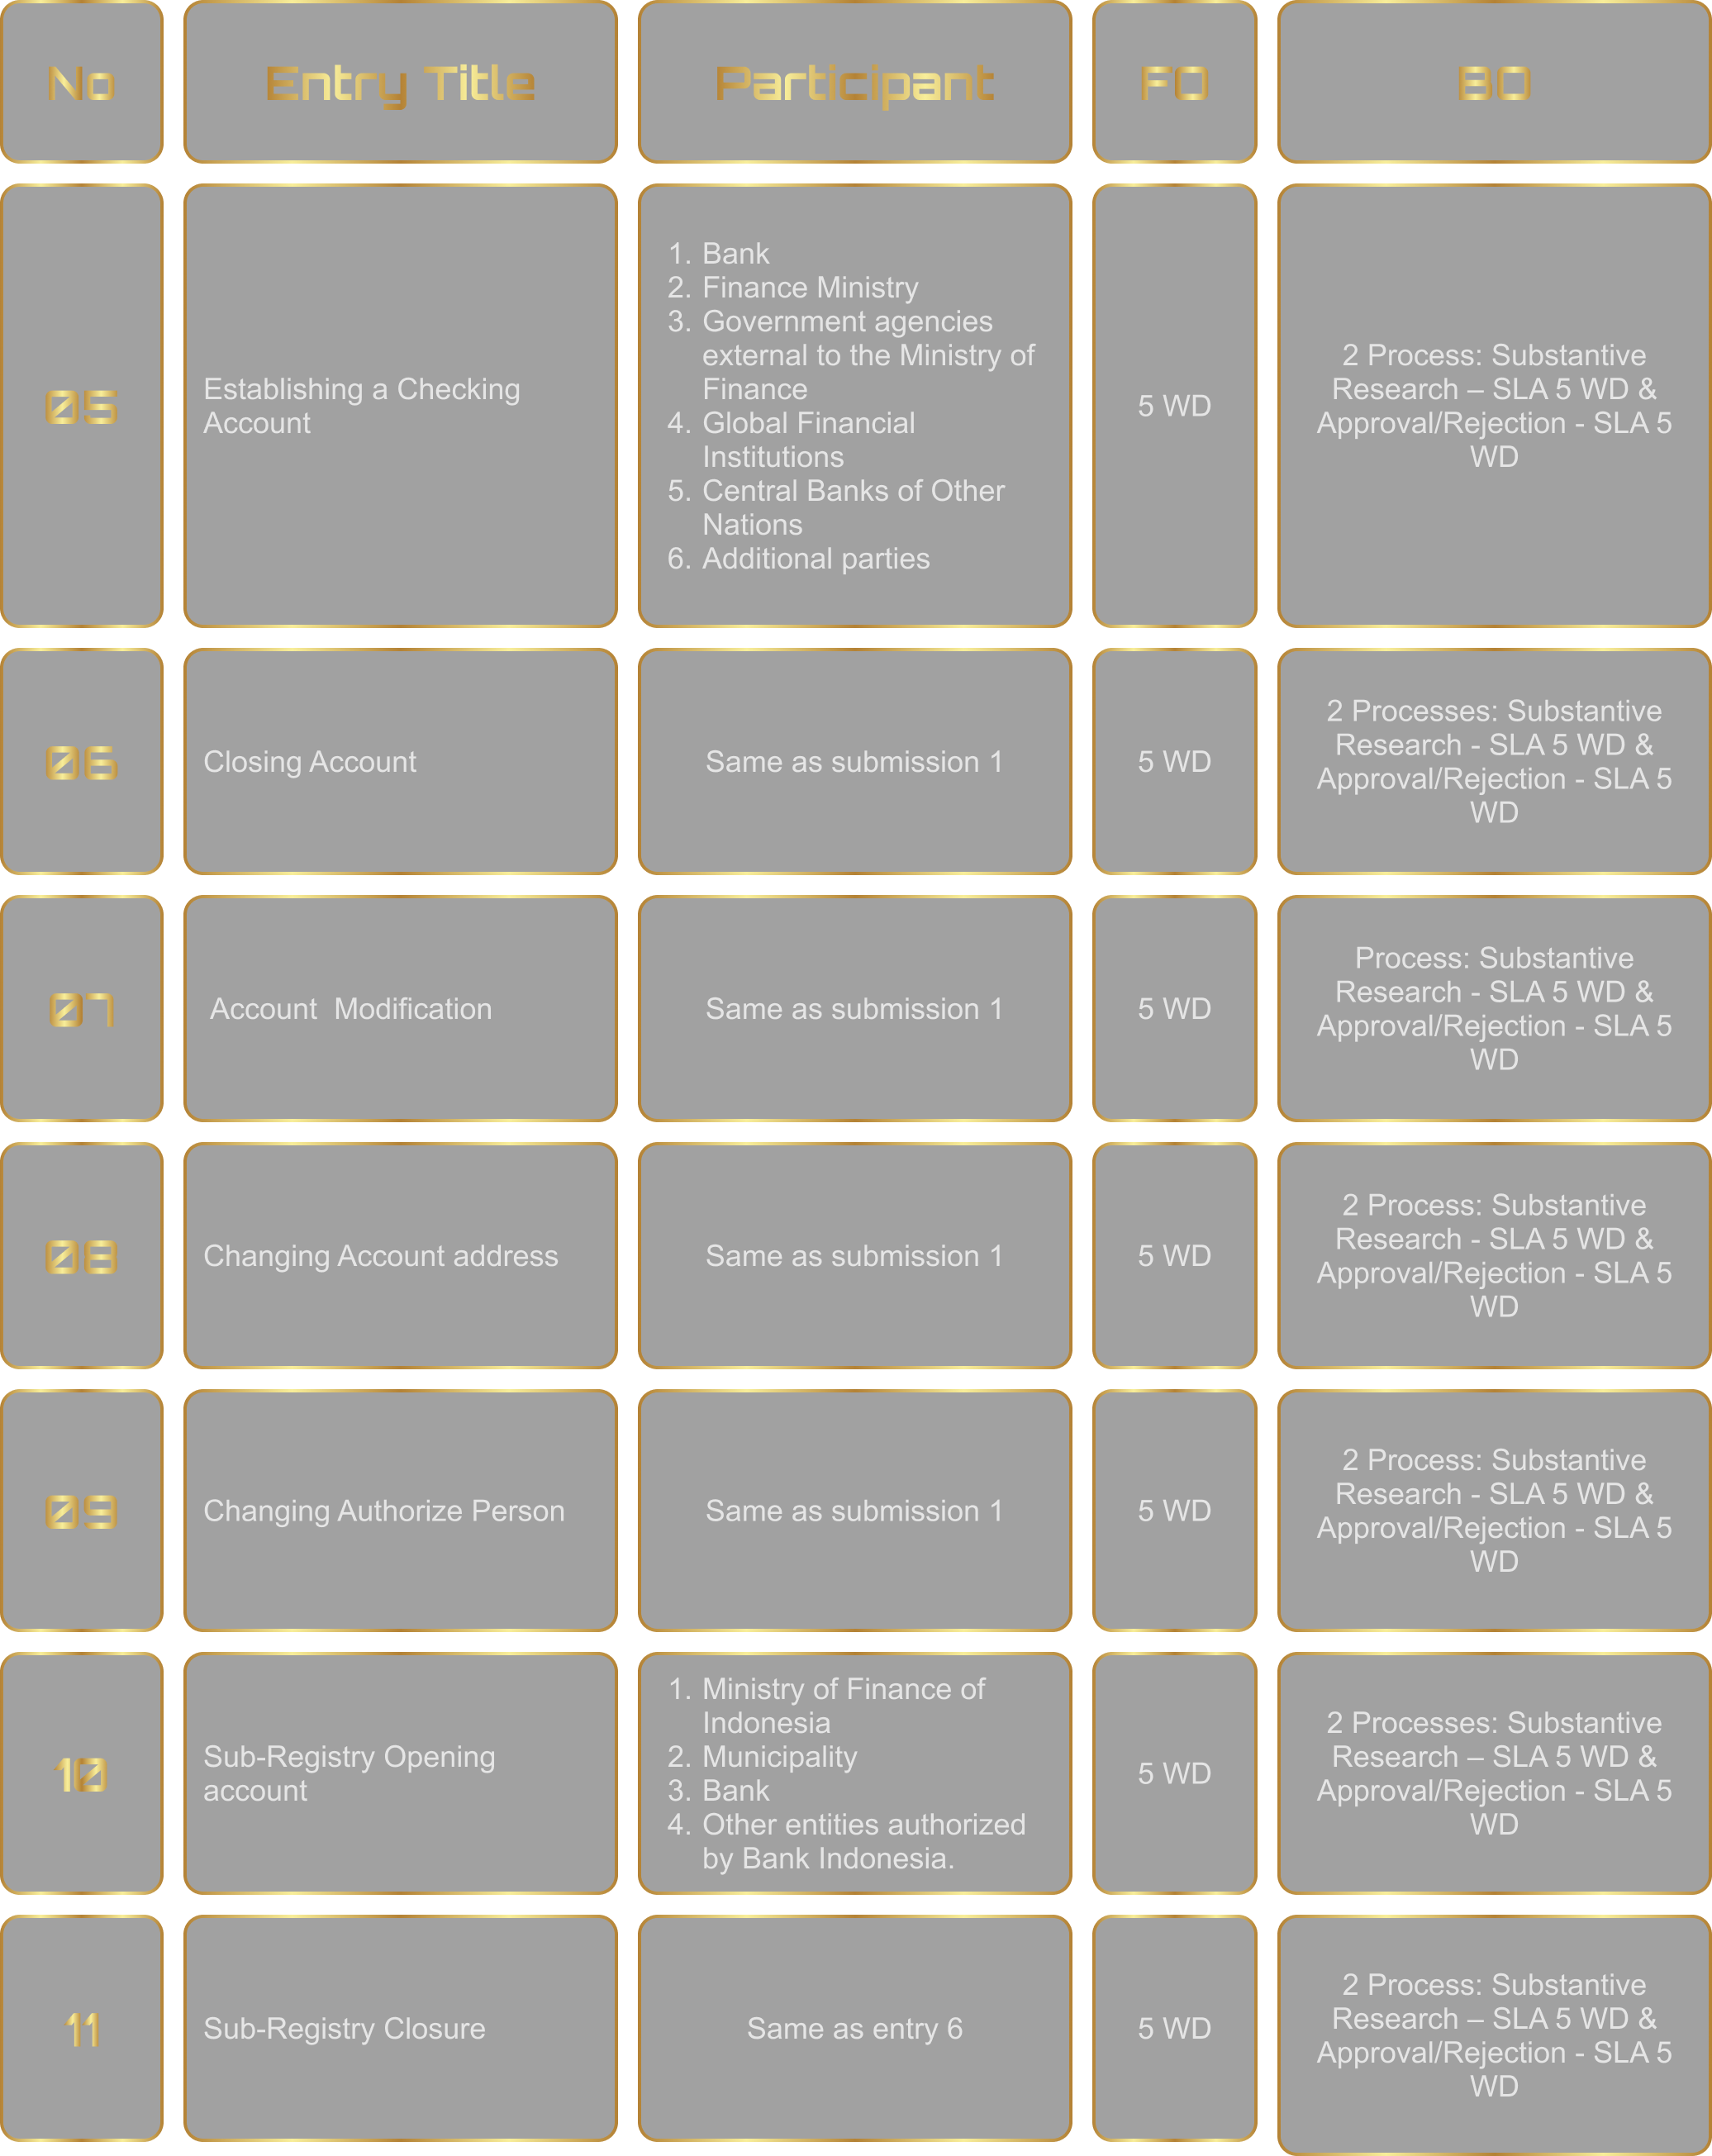 No
Entry Title
Participant
FO
BO
05
Establishing a Checking
Account
1. Bank
2. Finance Ministry
3. Government agencies
external to the Ministry of
Finance
4. Global Financial
Institutions
5. Central Banks of Other
Nations
6. Additional parties
5 WD
2 Process: Substantive
Research – SLA 5 WD &
Approval/Rejection - SLA 5
WD
06
Closing Account
Same as submission 1
5 WD
2 Processes: Substantive
Research - SLA 5 WD &
Approval/Rejection - SLA 5
WD
07
Account  Modification
Same as submission 1
5 WD
Process: Substantive
Research - SLA 5 WD &
Approval/Rejection - SLA 5
WD
08
Changing Account address
Same as submission 1
5 WD
2 Process: Substantive
Research - SLA 5 WD &
Approval/Rejection - SLA 5
WD
09
Changing Authorize Person
Same as submission 1
5 WD
2 Process: Substantive
Research - SLA 5 WD &
Approval/Rejection - SLA 5
WD
10
Sub-Registry Opening
account
1. Ministry of Finance of
Indonesia
2. Municipality
3. Bank
4. Other entities authorized
by Bank Indonesia.
5 WD
2 Processes: Substantive
Research – SLA 5 WD &
Approval/Rejection - SLA 5
WD
11
Sub-Registry Closure
Same as entry 6
5 WD
2 Process: Substantive
Research – SLA 5 WD &
Approval/Rejection - SLA 5
WD